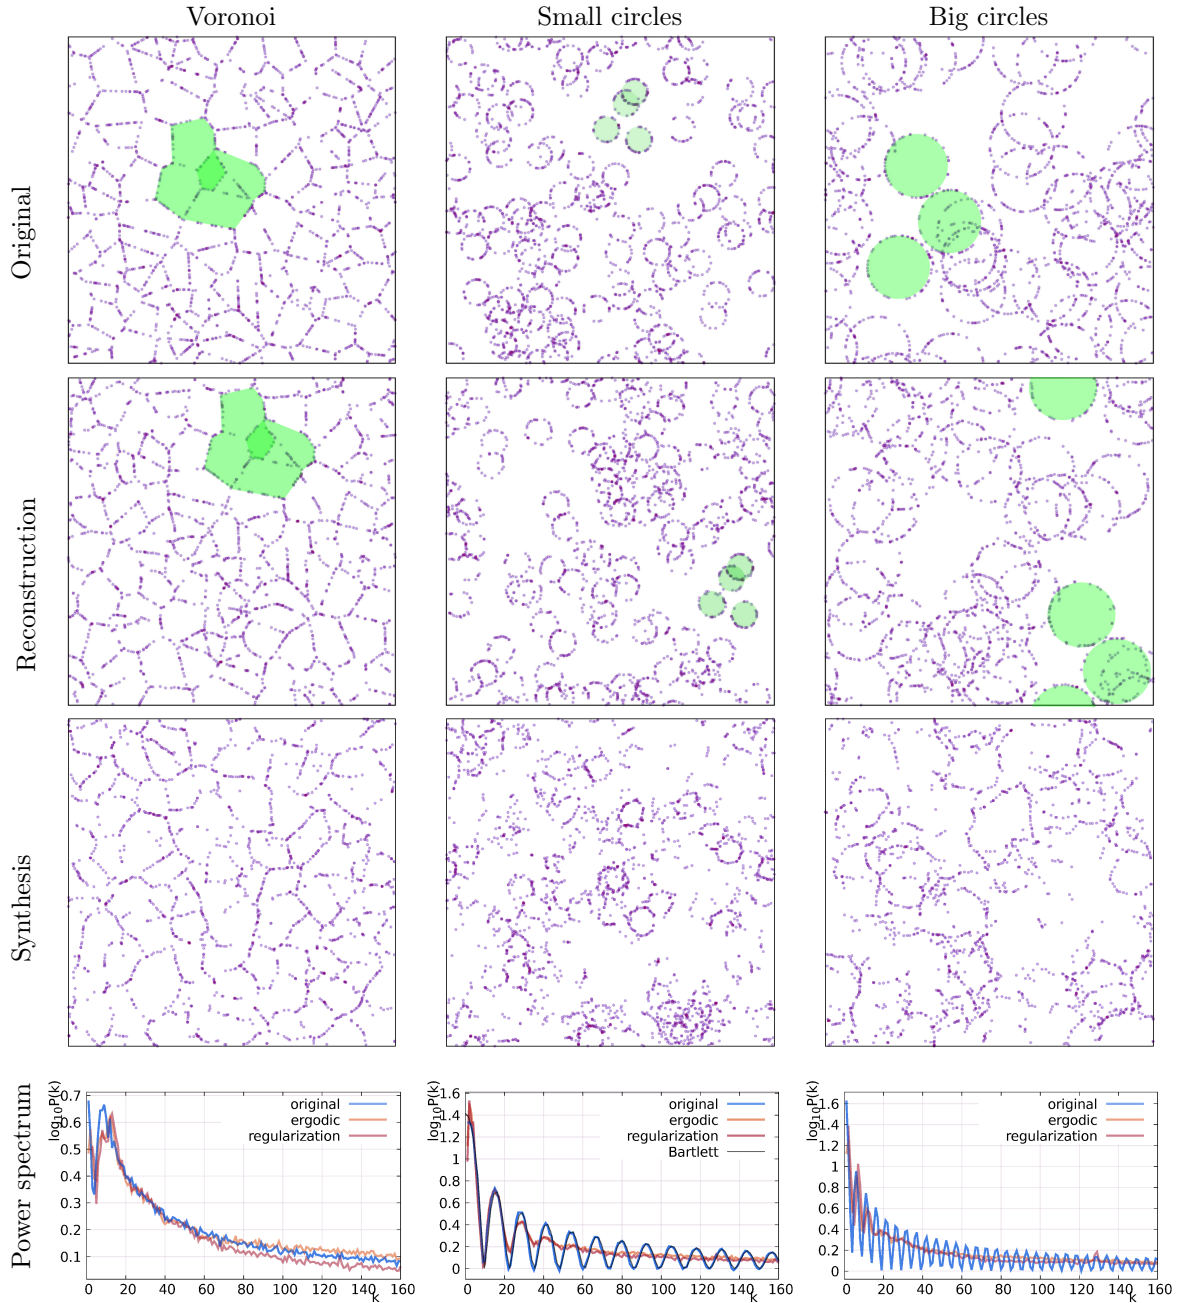 Voronoi Small circles Big circles
Original
Reconstruction
Synthesis
Power spectrum
log10P(k)
0.7
0.6
0.5
0.4
0.3
0.2
0.1
original
ergodic
regularization
0 20 40 60 80 100 120 140 160
k
log10P(k)
1.6
1.4
1.2
1
0.8
0.6
0.4
0.2
0
original
ergodic
regularization
Bartlett
0 20 40 60 80 100 120 140 160
k
log10P(k)
1.6
1.4
1.2
1
0.8
0.6
0.4
0.2
0
original
ergodic
regularization
0 20 40 60 80 100 120 140 160
k